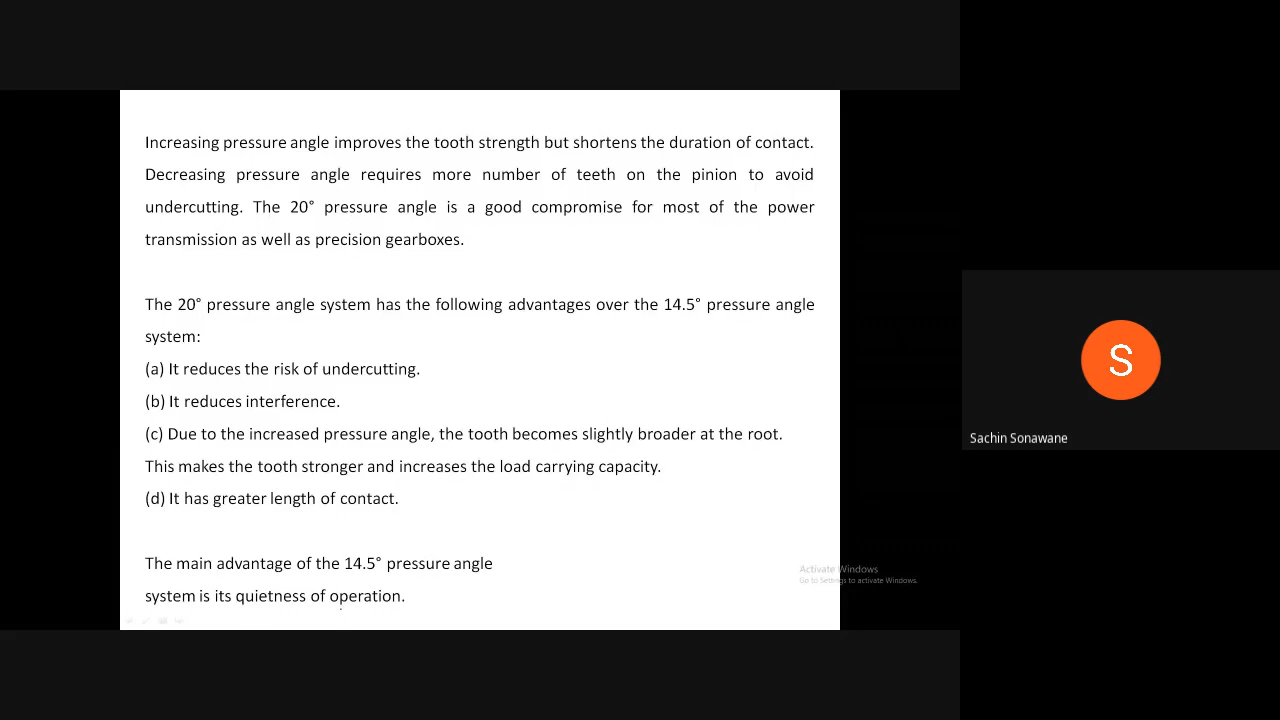 Increasing pressure angle improves the tooth strength but shortens the duration of contact.
Decreasing pressure angle requires more number of teeth on the pinion to avoid
undercutting. The 20° pressure angle is a good compromise for most of the power
transmission as well as precision gearboxes.
The 20° pressure angle system has the following advantages over the 14.5° pressure angle
system:
(a) It reduces the risk of undercutting.
(b) It reduces interference.
(c) Due to the increased pressure angle, the tooth becomes slightly broader at the root.
This makes the tooth stronger and increases the load carrying capacity.
(d) It has greater length of contact.
The main advantage of the 14.5° pressure angle
system is its quietness of operation.
Activate Windows
Go to Settings to activate Windows.
S
Sachin Sonawane